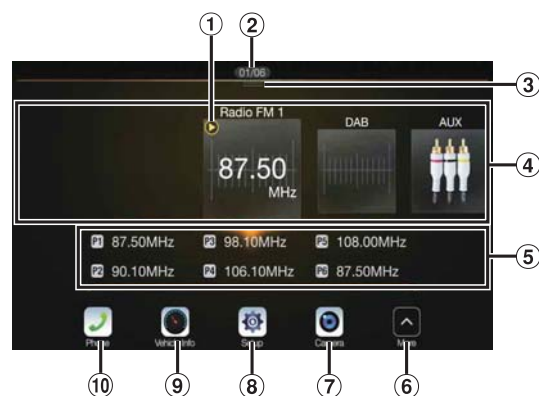 1 2
01/06
3
Radio FM 1 DAB AUX
87.50
MHz
4
P1 87.50MHz P3 98.10MHz P5 108.00MHz
P2 90.10MHz P4 106.10MHz P6 87.50MHz
5
Phone Vehicle Info Setup Camera More
10 9 8 7 6